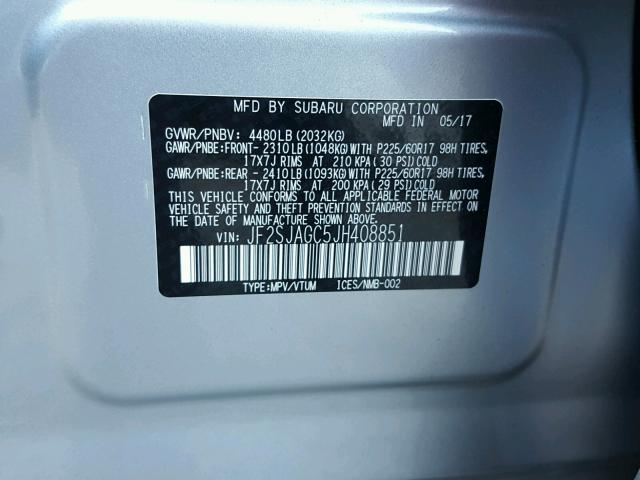 MFD BY SUBARU CORPORATION
MFD IN 05/17
GVWR/PNBV: 4480LB(2032KG)
GAWR/PNBE:FRONT- 2310LB(1048KG)WITH P225/60R17 98H TIRES,
17X7J RIMS AT 210 KPA(30 PSI)COLD
GAWR/PNBE:REAR - 2410LB(1093KG)WITH P225/60R17 98H TIRES,
17X7J RIMS AT 200 KPA(29 PSI)COLD
THIS VEHICLE CONFORMS TO ALL APPLICABLE
FEDERAL MOTOR VEHICLE SAFETY, BUMPER,
AND THEFT PREVENTION STANDARDS IN EFFECT ON
THE DATE OF MANUFACTURE SHOWN ABOVE.
VIN: JF2SJAGC5JH408851
TYPE:MPV/VTUM ICES/NMB-002